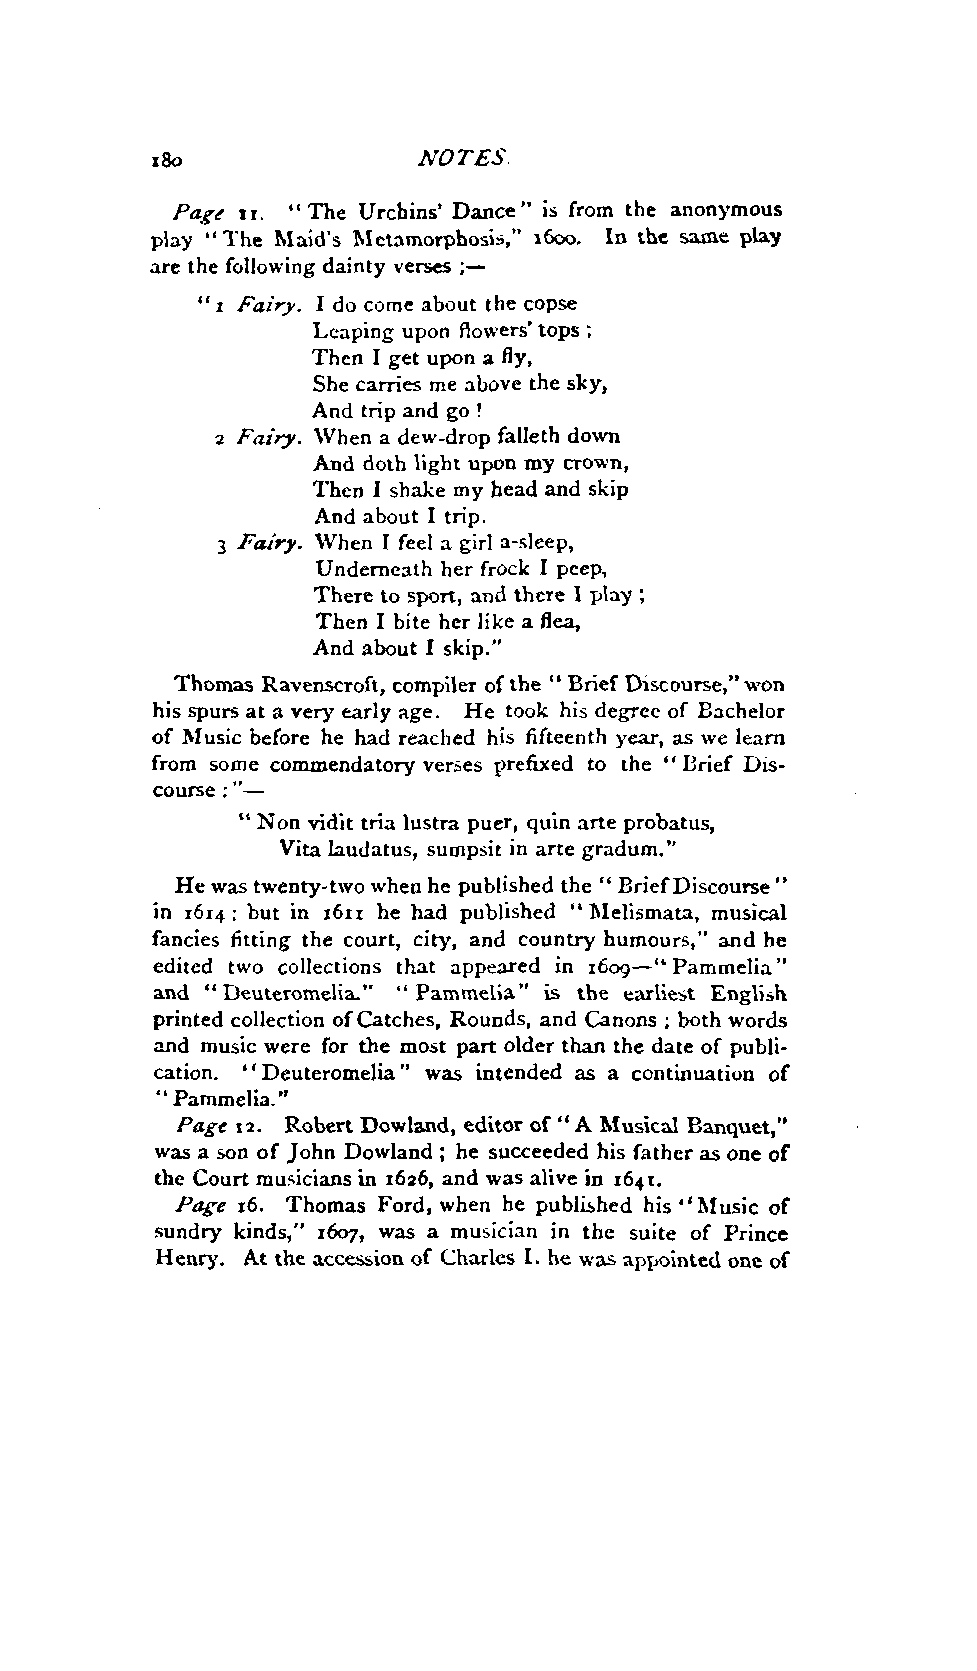 180 NOTES.
Page 11. "The Urchins' Dance" is from the anonymous
play "The Maid's Metamorphosis," 1600. In the same play
are the following dainty verses ;—
"1 Fairy. I do come about the copse
Leaping upon flowers' tops ;
Then I get upon a fly,
She carries me above the sky,
And trip and go !
2 Fairy. When a dew-drop falleth down
And doth light upon my crown,
Then I shake my head and skip
And about I trip.
3 Fairy. When I feel a girl a-sleep,
Underneath her frock I peep,
There to sport, and there I play ;
Then I bite her like a flea,
And about I skip."
Thomas Ravenscroft, compiler of the "Brief Discourse," won
his spurs at a very early age. He took his degree of Bachelor
of Music before he had reached his fifteenth year, as we learn
from some commendatory verses prefixed to the "Brief Dis-
course :"—
"Non vidit tria lustra puer, quin arte probatus,
Vita laudatus, sumpsit in arte gradum."
He was twenty-two when he published the "Brief Discourse"
in 1614 ; but in 1611 he had published "Melismata, musical
fancies fitting the court, city, and country humours," and he
edited two collections that appeared in 1609—"Pammelia"
and "Deuteromelia." "Pammelia" is the earliest English
printed collection of Catches, Rounds, and Canons ; both words
and music were for the most part older than the date of publi-
cation. "Deuteromelia" was intended as a continuation of
"Pammelia."
Page 12. Robert Dowland, editor of "A Musical Banquet,"
was a son of John Dowland ; he succeeded his father as one of
the Court musicians in 1626, and was alive in 1641.
Page 16. Thomas Ford, when he published his "Music of
sundry kinds," 1607, was a musician in the suite of Prince
Henry. At the accession of Charles I. he was appointed one of